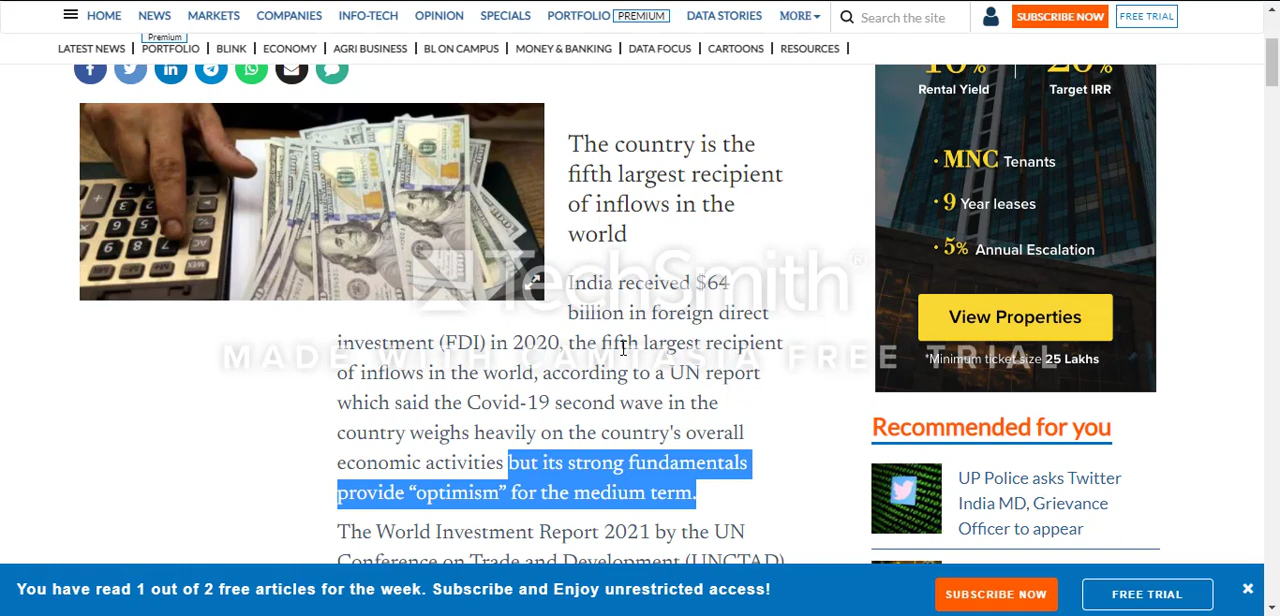 HOME NEWS MARKETS COMPANIES INFO-TECH OPINION SPECIALS PORTFOLIO PREMIUM DATA STORIES MORE Search the site SUBSCRIBE NOW FREE TRIAL
Premium
LATEST NEWS | PORTFOLIO | BLINK | ECONOMY | AGRI BUSINESS | BL ON CAMPUS | MONEY & BANKING | DATA FOCUS | CARTOONS | RESOURCES |
The country is the
fifth largest recipient
of inflows in the
world
India received $64
billion in foreign direct
investment (FDI) in 2020, the fifth largest recipient
of inflows in the world, according to a UN report
which said the Covid-19 second wave in the
country weighs heavily on the country's overall
economic activities but its strong fundamentals
provide “optimism” for the medium term.
The World Investment Report 2021 by the UN
Conference on Trade and Development (UNCTAD)
TechSmith®
MADE WITH CAMTASIA FREE TRIAL
Rental Yield
Target IRR
· MNC Tenants
· 9 Year leases
· 5% Annual Escalation
View Properties
*Minimum ticket size 25 Lakhs
Recommended for you
UP Police asks Twitter
India MD, Grievance
Officer to appear
You have read 1 out of 2 free articles for the week. Subscribe and Enjoy unrestricted access! SUBSCRIBE NOW FREE TRIAL ×